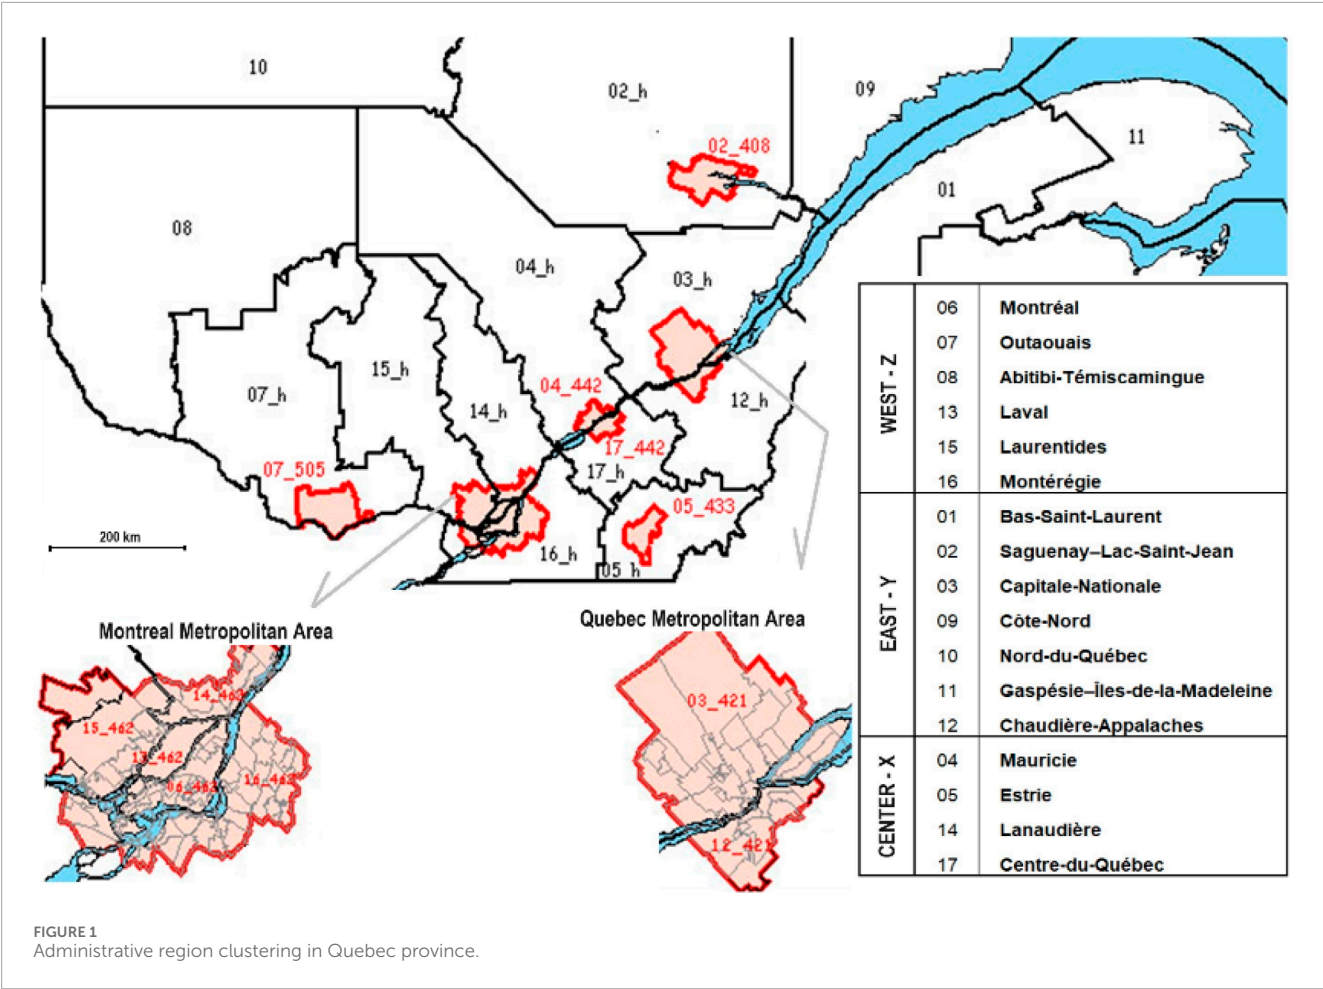 10
02_h
09
02_408
11
01
08
04_h
03_h
15_h
07_h
04_442
12_h
14_h
17_442
07_505
17_h
05_433
200 km
16_h
05_h
WEST - Z
06 Montréal
07 Outaouais
08 Abitibi-Témiscamingue
13 Laval
15 Laurentides
16 Montérégie
EAST - Y
01 Bas-Saint-Laurent
02 Saguenay–Lac-Saint-Jean
03 Capitale-Nationale
09 Côte-Nord
10 Nord-du-Québec
11 Gaspésie–Îles-de-la-Madeleine
12 Chaudière-Appalaches
CENTER - X
04 Mauricie
05 Estrie
14 Lanaudière
17 Centre-du-Québec
Montreal Metropolitan Area
14_462
15_462
16_462
Quebec Metropolitan Area
03_421
12_421
FIGURE 1
Administrative region clustering in Quebec province.